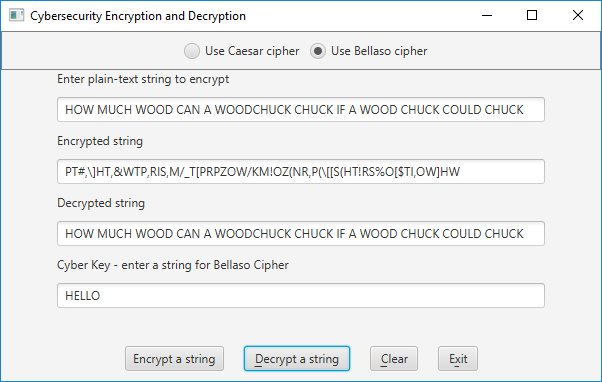 Cybersecurity Encryption and Decryption
Use Caesar cipher Use Bellaso cipher
Enter plain-text string to encrypt
HOW MUCH WOOD CAN A WOODCHUCK CHUCK IF A WOOD CHUCK COULD CHUCK
Encrypted string
PT#,\]HT,&WTP,RIS,M/_T[PRPZOW/KM!OZ(NR,P(\[[S(HT!RS%O[$TI,OW]HW
Decrypted string
HOW MUCH WOOD CAN A WOODCHUCK CHUCK IF A WOOD CHUCK COULD CHUCK
Cyber Key - enter a string for Bellaso Cipher
HELLO
Encrypt a string Decrypt a string Clear Exit